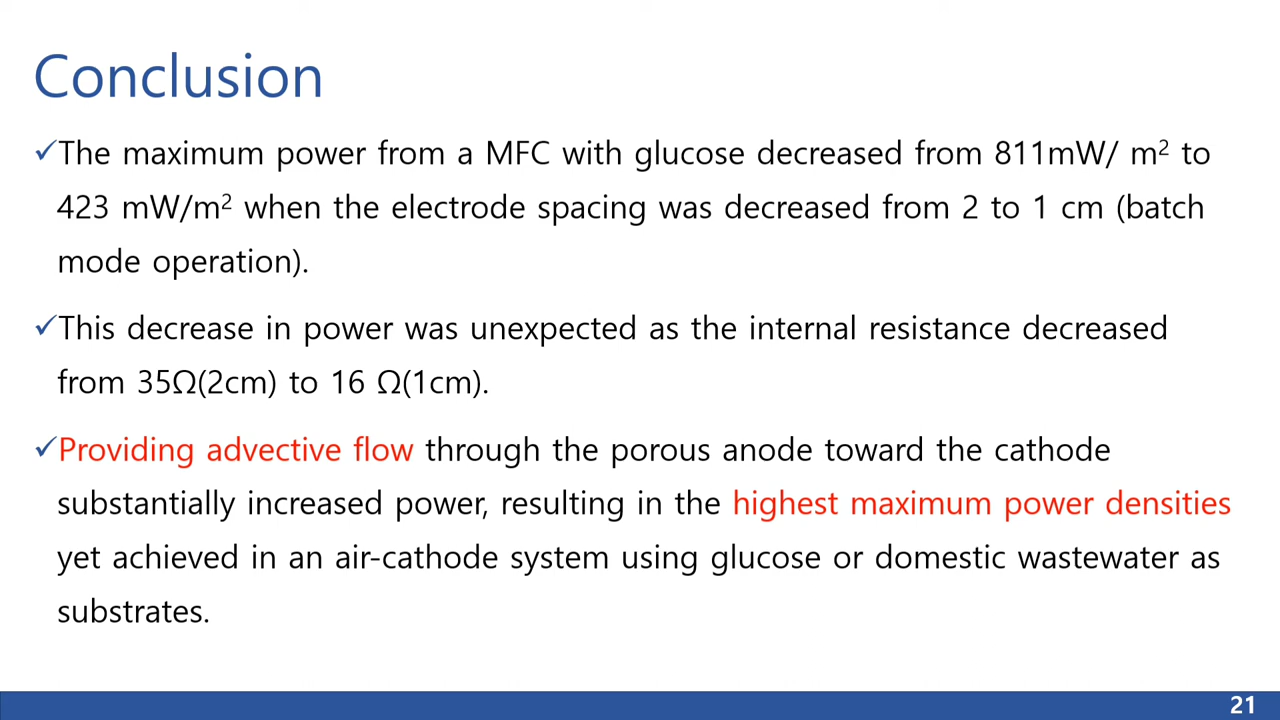 Conclusion
✓The maximum power from a MFC with glucose decreased from 811mW/ m² to
423 mW/m² when the electrode spacing was decreased from 2 to 1 cm (batch
mode operation).
✓This decrease in power was unexpected as the internal resistance decreased
from 35Ω(2cm) to 16 Ω(1cm).
✓Providing advective flow through the porous anode toward the cathode
substantially increased power, resulting in the highest maximum power densities
yet achieved in an air-cathode system using glucose or domestic wastewater as
substrates.
21